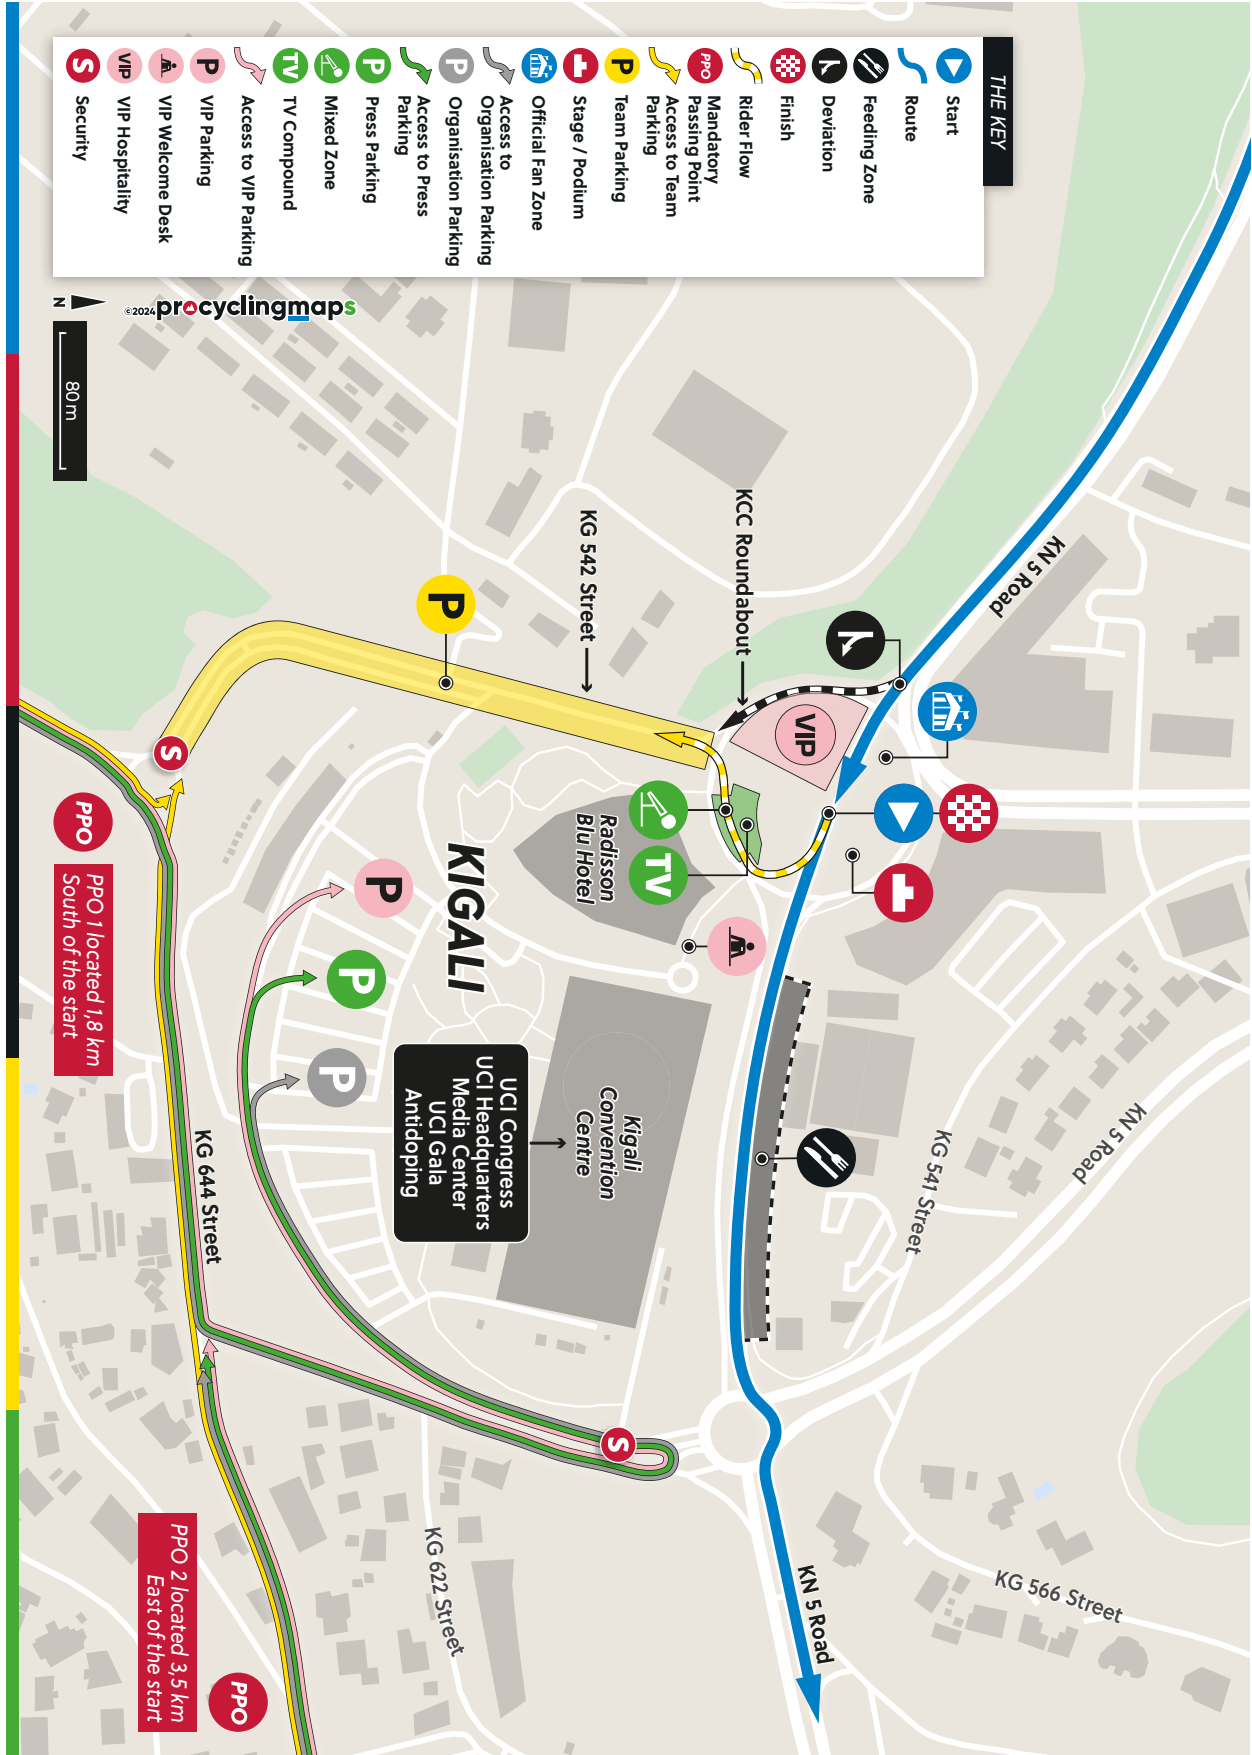 THE KEY
Start
Route
Feeding Zone
Deviation
Finish
Rider Flow
PPO
Mandatory
Passing Point
Access to Team
Parking
P
Team Parking
Stage / Podium
Official Fan Zone
Access to
Organisation Parking
P
Organisation Parking
Access to Press
Parking
P
Press Parking
Mixed Zone
TV
TV Compound
Access to VIP Parking
P
VIP Parking
VIP Welcome Desk
VIP
VIP Hospitality
S
Security
©2024 procyclingmaps
N
80 m
KN 5 Road
KCC Roundabout
KG 542 Street
P
VIP
TV
Radisson
Blu Hotel
KIGALI
S
PPO
PPO 1 located 1,8 km
South of the start
P
P
P
Kigali
Convention
Centre
UCI Congress
UCI Headquarters
Media Center
UCI Gala
Antidoping
KG 644 Street
KG 541 Street
KN 5 Road
S
KG 622 Street
KN 5 Road
KG 566 Street
PPO 2 located 3,5 km
East of the start
PPO